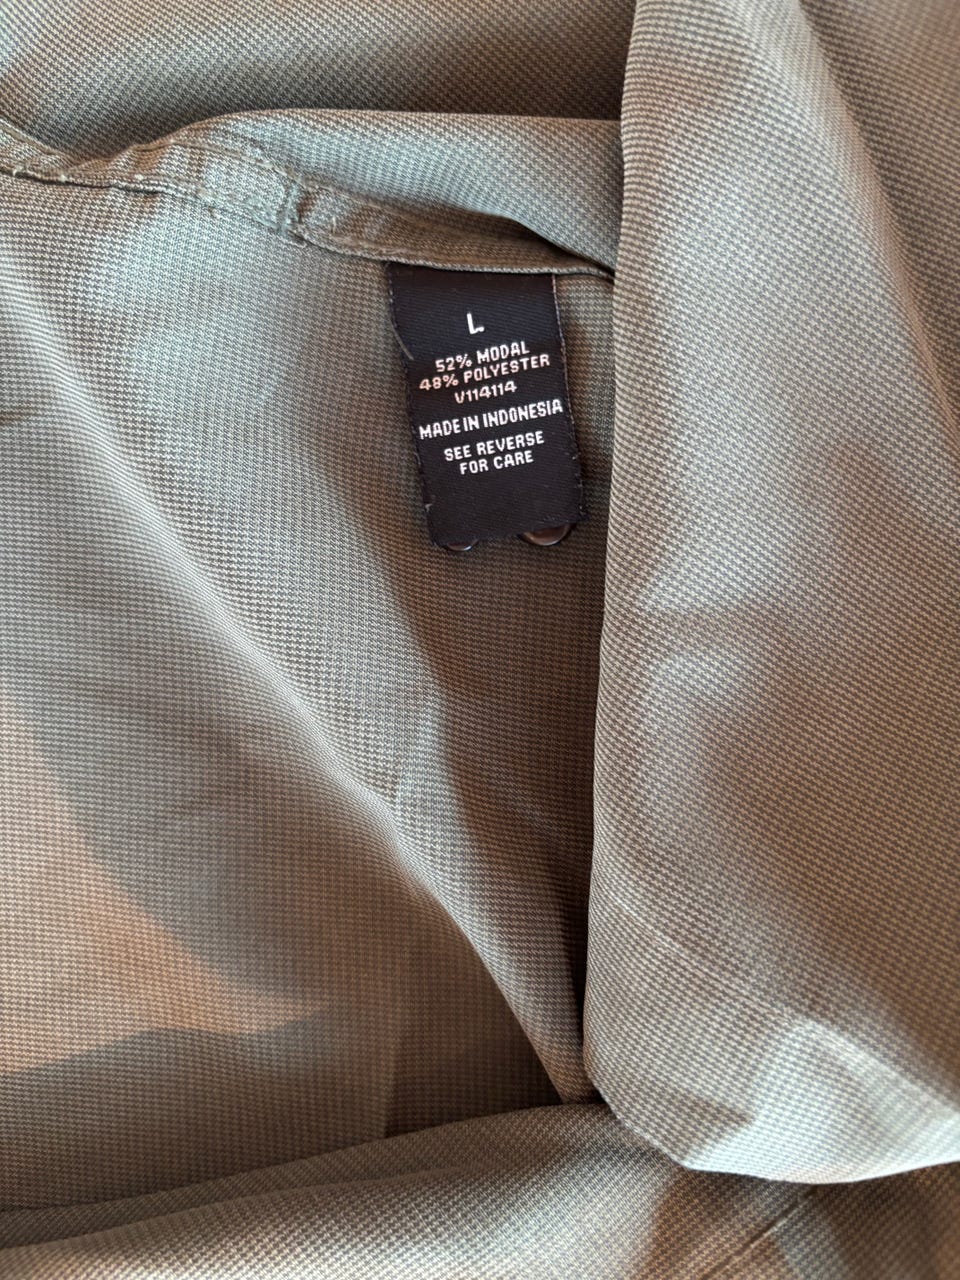 L
52% MODAL
48% POLYESTER
V114114
MADE IN INDONESIA
SEE REVERSE
FOR CARE